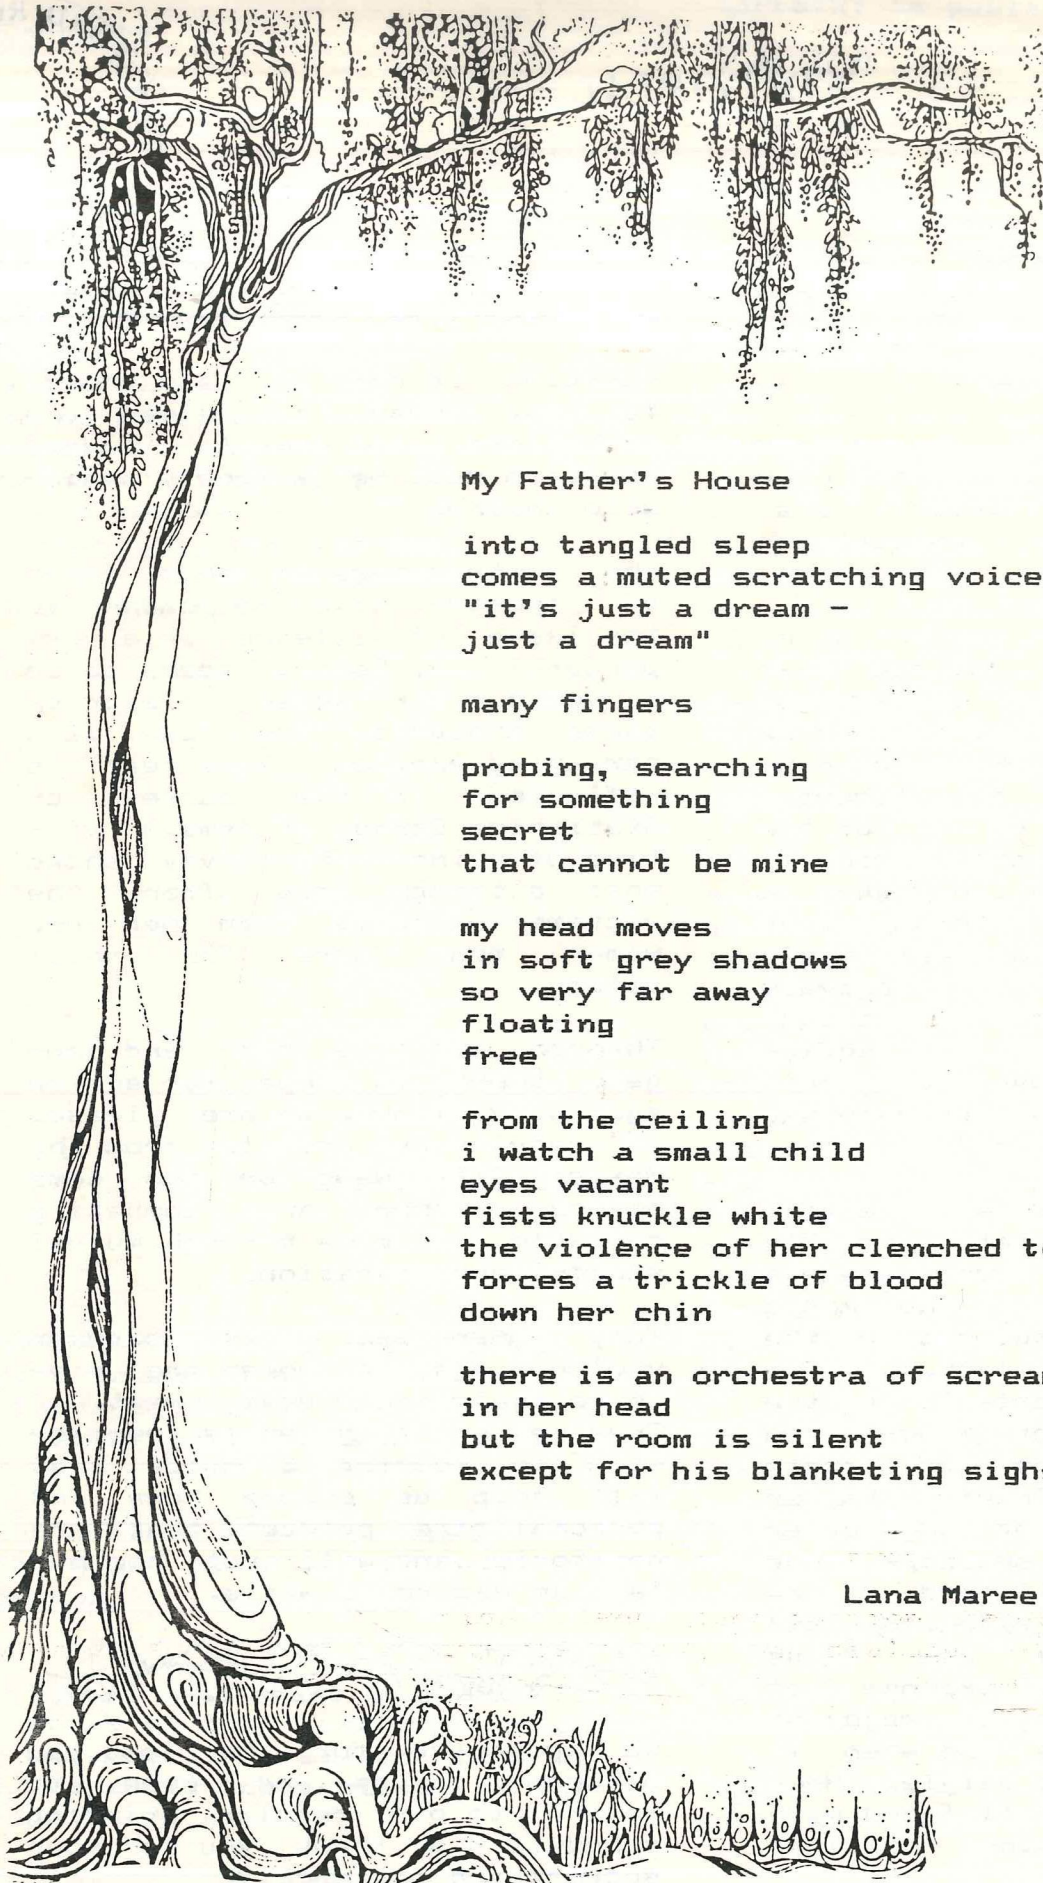 My Father's House
into tangled sleep
comes a muted scratching voice
"it's just a dream –
just a dream"
many fingers
probing, searching
for something
secret
that cannot be mine
my head moves
in soft grey shadows
so very far away
floating
free
from the ceiling
i watch a small child
eyes vacant
fists knuckle white
the violence of her clenched
forces a trickle of blood
down her chin
there is an orchestra of
in her head
but the room is silent
except for his blanketing
Lana Maree